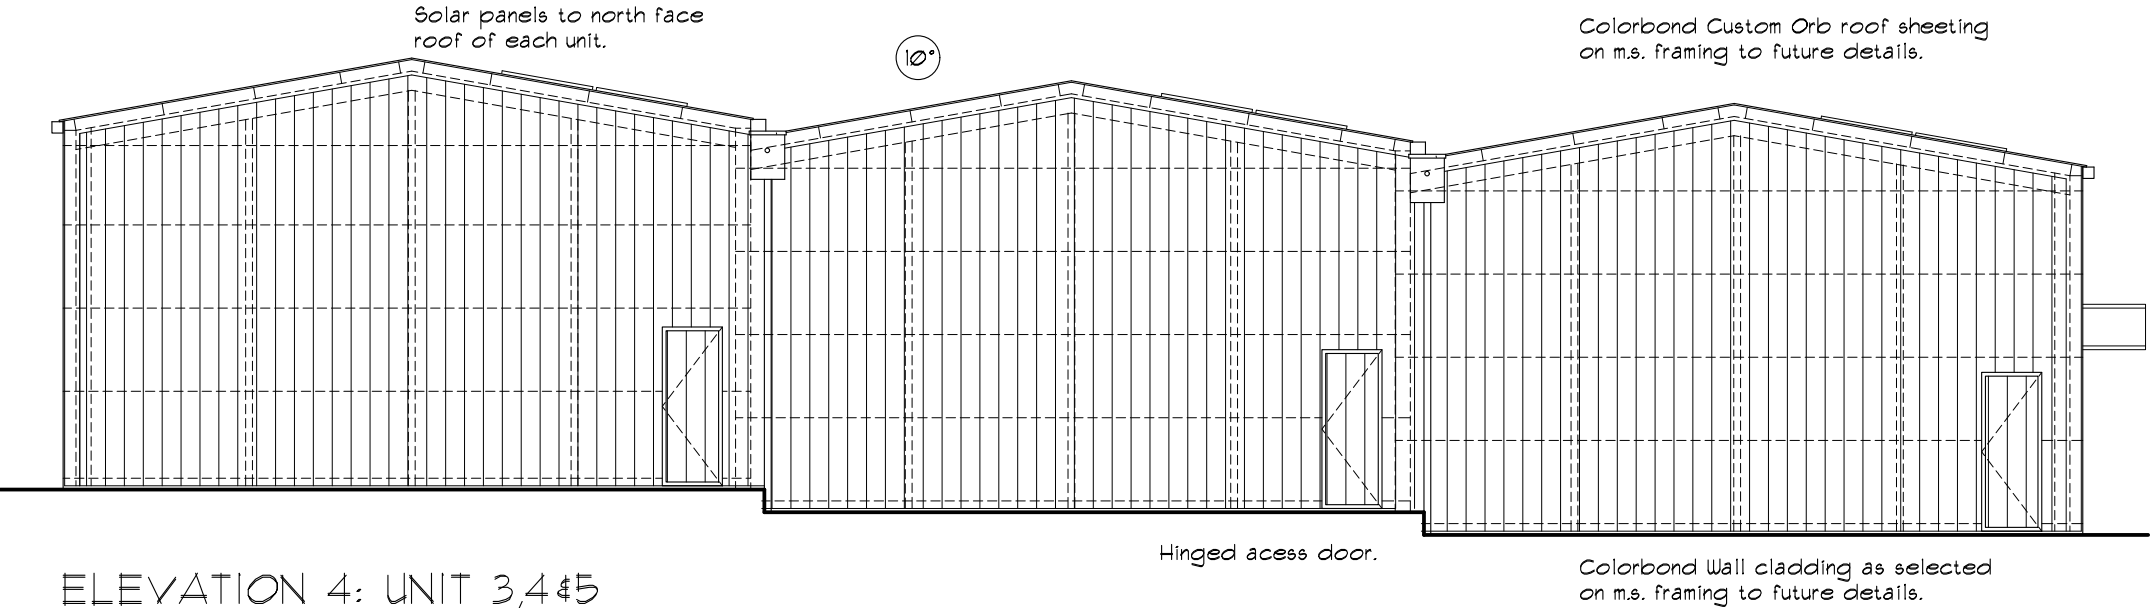 Solar panels to north face
roof of each unit.
10°
Colorbond Custom Orb roof sheeting
on m.s. framing to future details.
Hinged acess door.
Colorbond Wall cladding as selected
on m.s. framing to future details.
ELEVATION 4: UNIT 3,4&5